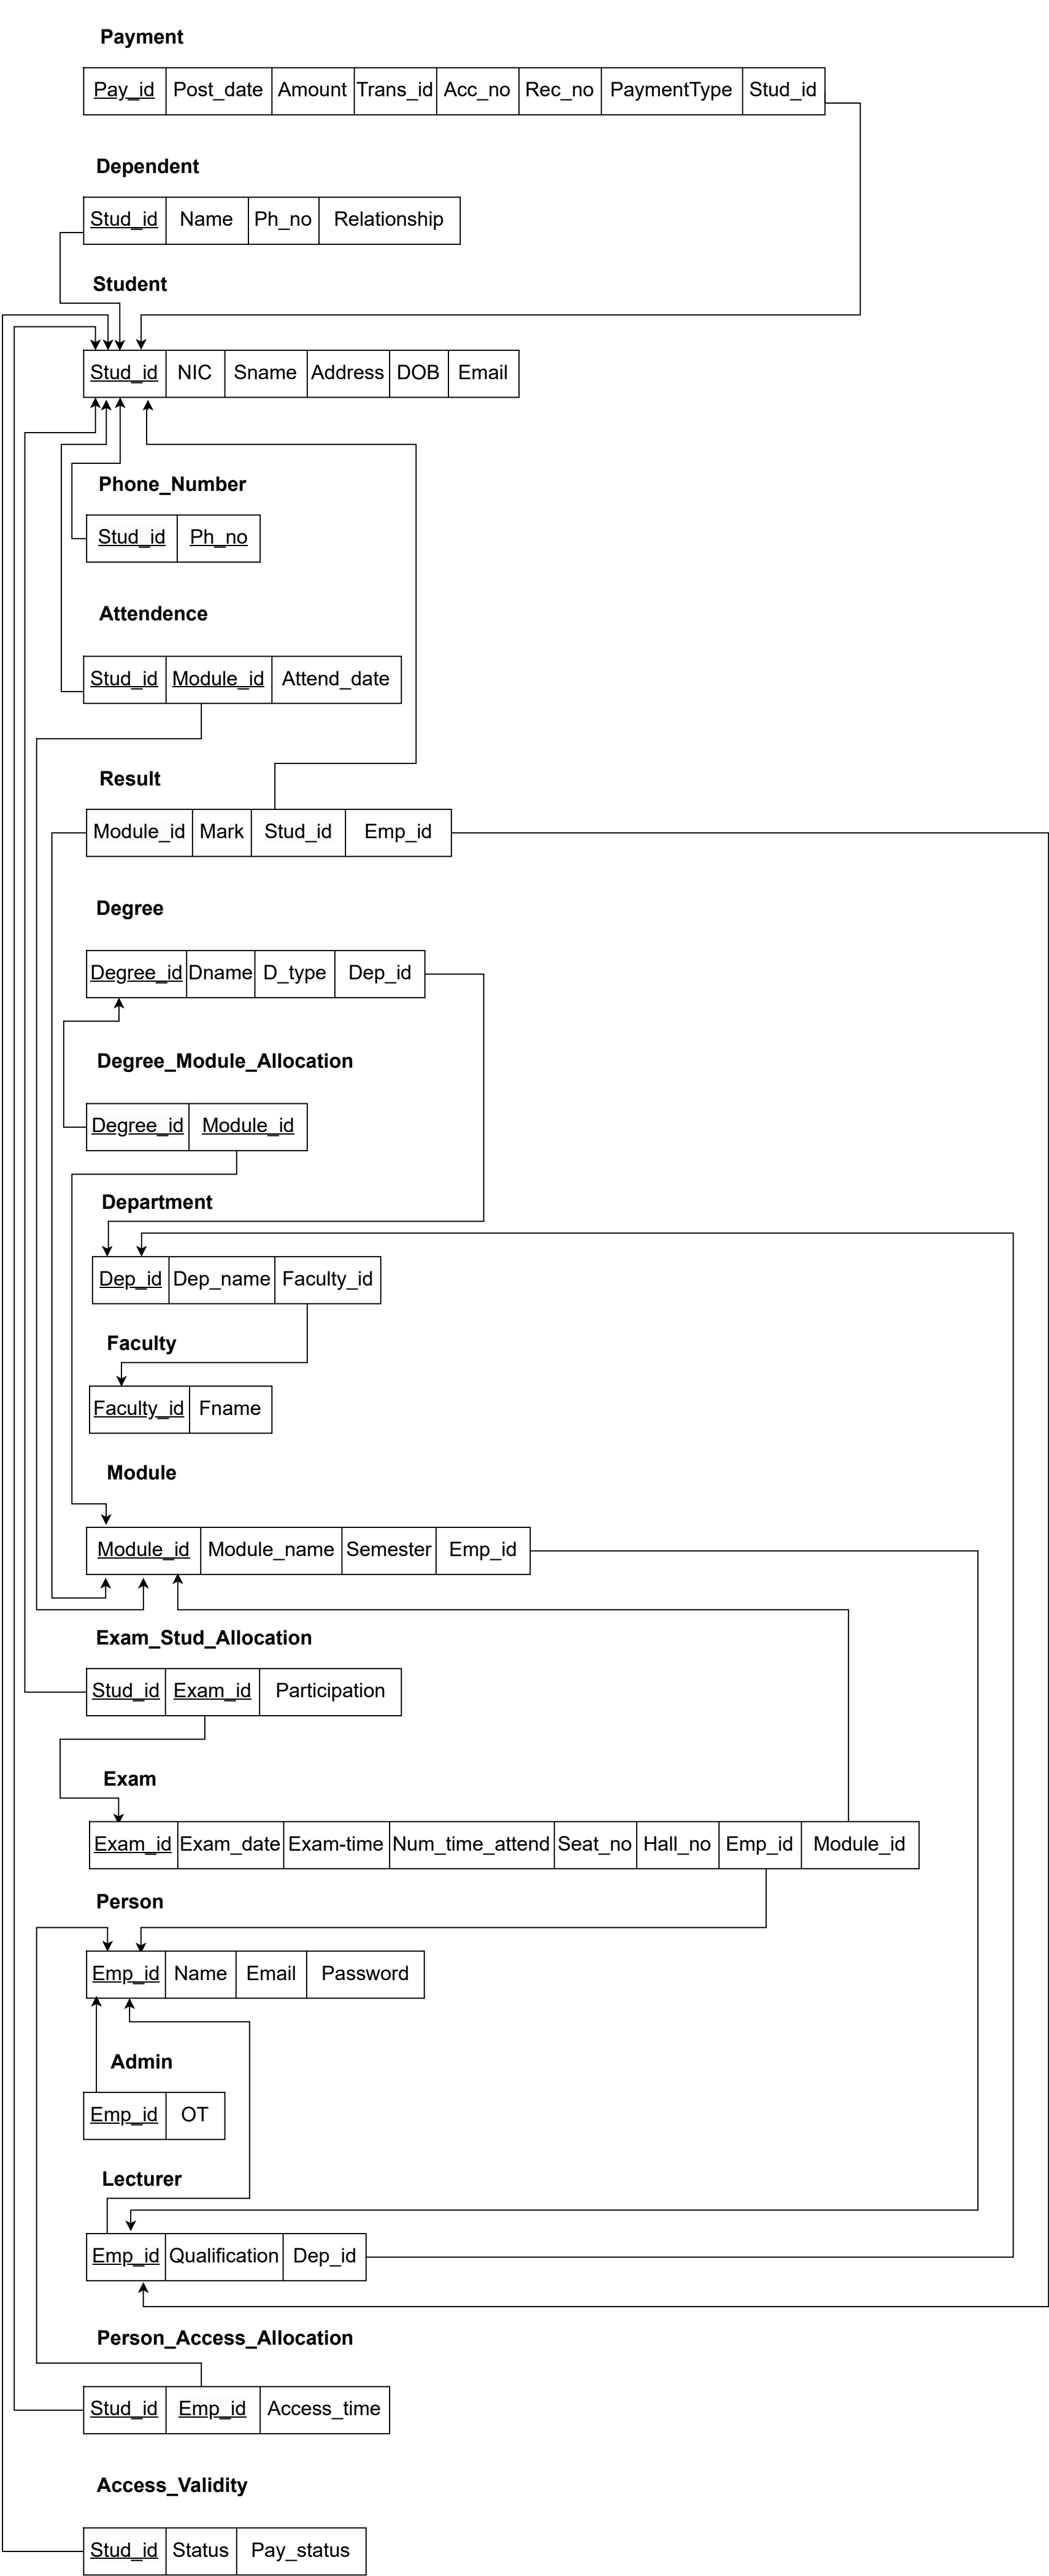 Payment
Pay_id Post_date Amount Trans_id Acc_no Rec_no PaymentType Stud_id
Dependent
Stud_id Name Ph_no Relationship
Student
Stud_id NIC Sname Address DOB Email
Phone_Number
Stud_id Ph_no
Attendence
Stud_id Module_id Attend_date
Result
Module_id Mark Stud_id Emp_id
Degree
Degree_id Dname D_type Dep_id
Degree_Module_Allocation
Degree_id Module_id
Department
Dep_id Dep_name Faculty_id
Faculty
Faculty_id Fname
Module
Module_id Module_name Semester Emp_id
Exam_Stud_Allocation
Stud_id Exam_id Participation
Exam
Exam_id Exam_date Exam-time Num_time_attend Seat_no Hall_no Emp_id Module_id
Person
Emp_id Name Email Password
Admin
Emp_id OT
Lecturer
Emp_id Qualification Dep_id
Person_Access_Allocation
Stud_id Emp_id Access_time
Access_Validity
Stud_id Status Pay_status